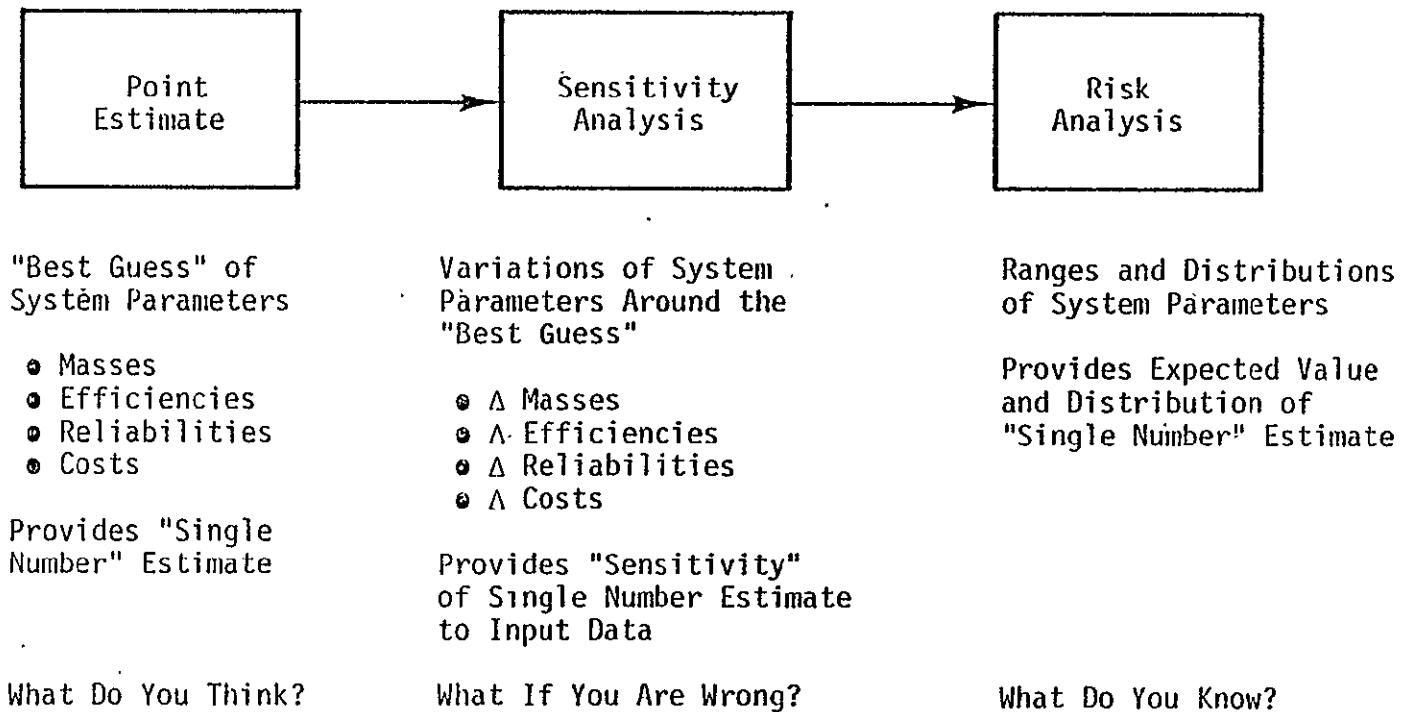 Point
Estimate
Sensitivity
Analysis
Risk
Analysis
"Best Guess" of
System Parameters
• Masses
• Efficiencies
• Reliabilities
• Costs
Provides "Single
Number" Estimate
What Do You Think?
Variations of System
Parameters Around the
"Best Guess"
• Δ Masses
• Δ Efficiencies
• Δ Reliabilities
• Δ Costs
Provides "Sensitivity"
of Single Number Estimate
to Input Data
What If You Are Wrong?
Ranges and Distributions
of System Parameters
Provides Expected Value
and Distribution of
"Single Number" Estimate
What Do You Know?